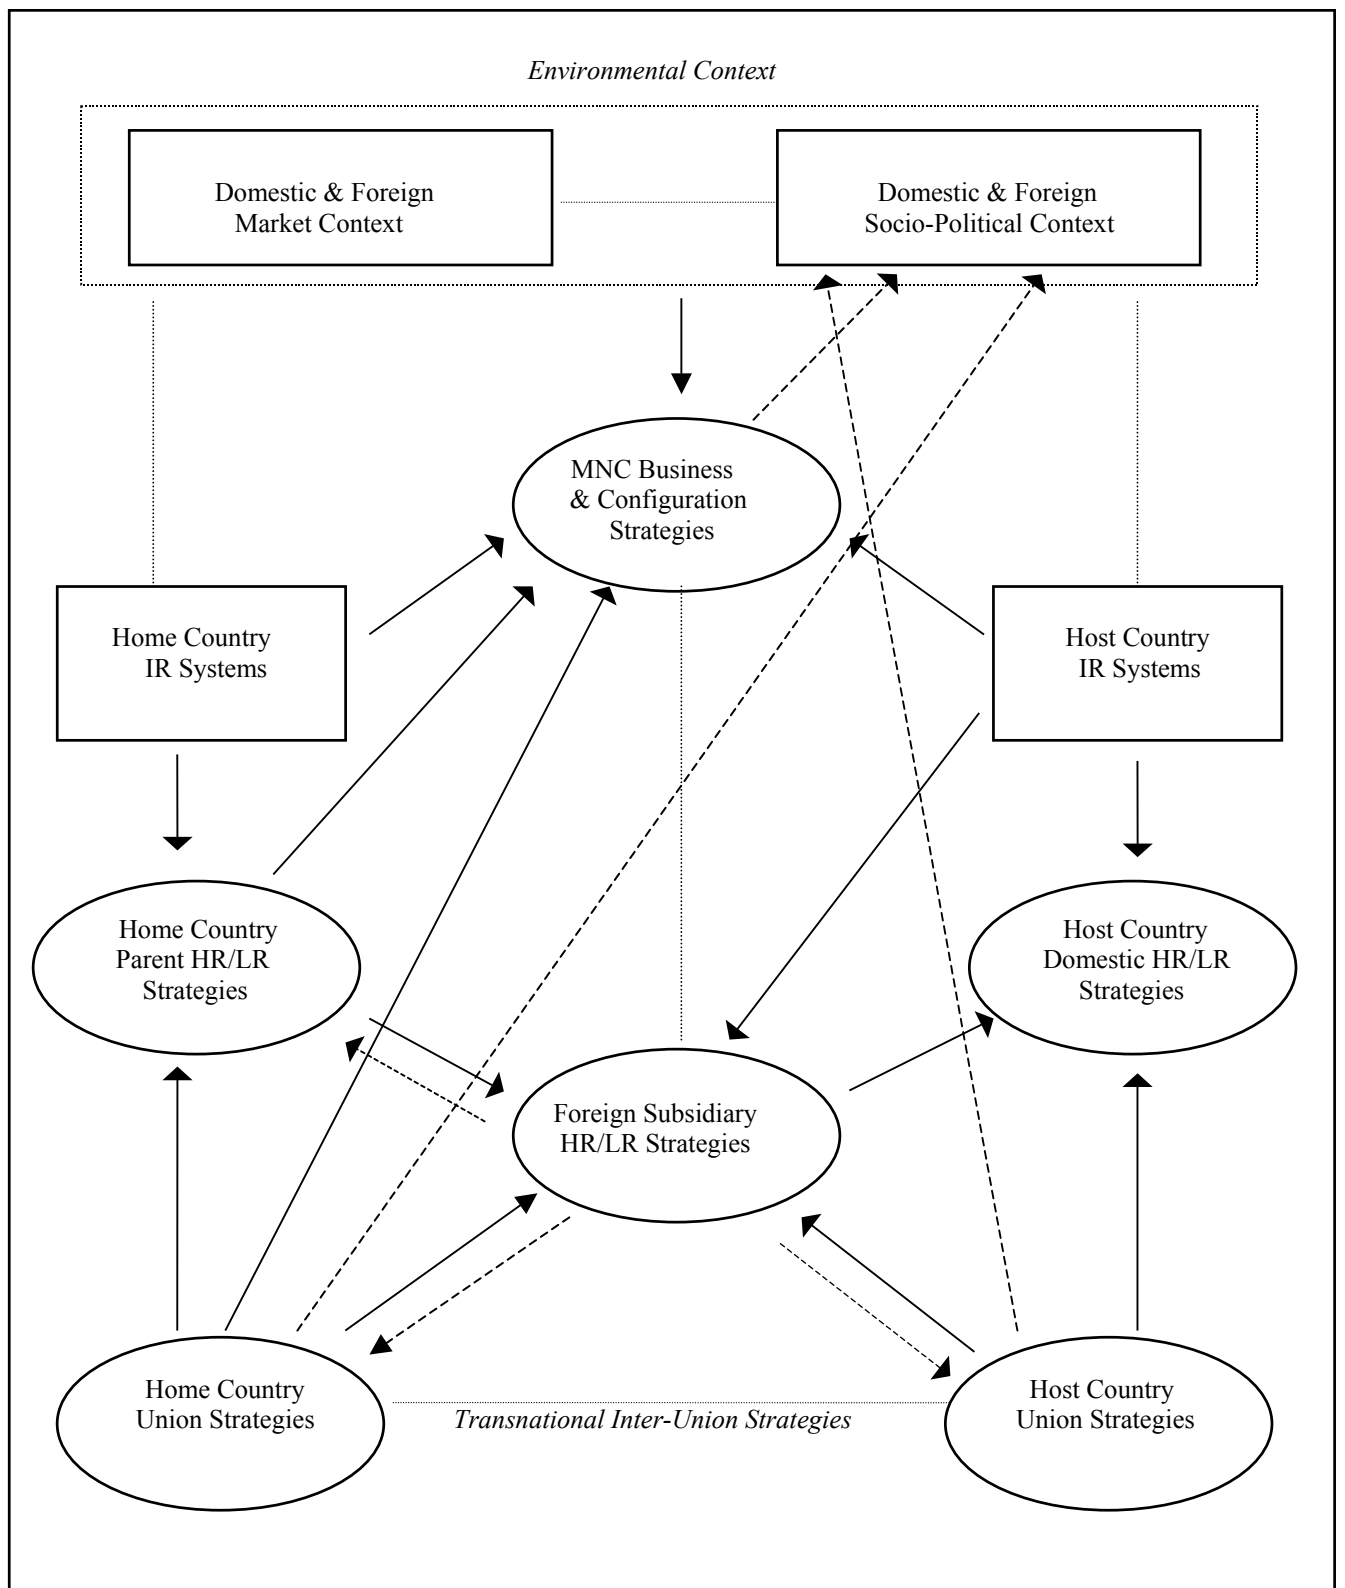 Environmental Context
Domestic & Foreign
Market Context
Domestic & Foreign
Socio-Political Context
MNC Business
& Configuration
Strategies
Home Country
IR Systems
Host Country
IR Systems
Home Country
Parent HR/LR
Strategies
Host Country
Domestic HR/LR
Strategies
Foreign Subsidiary
HR/LR Strategies
Home Country
Union Strategies
Transnational Inter-Union Strategies
Host Country
Union Strategies